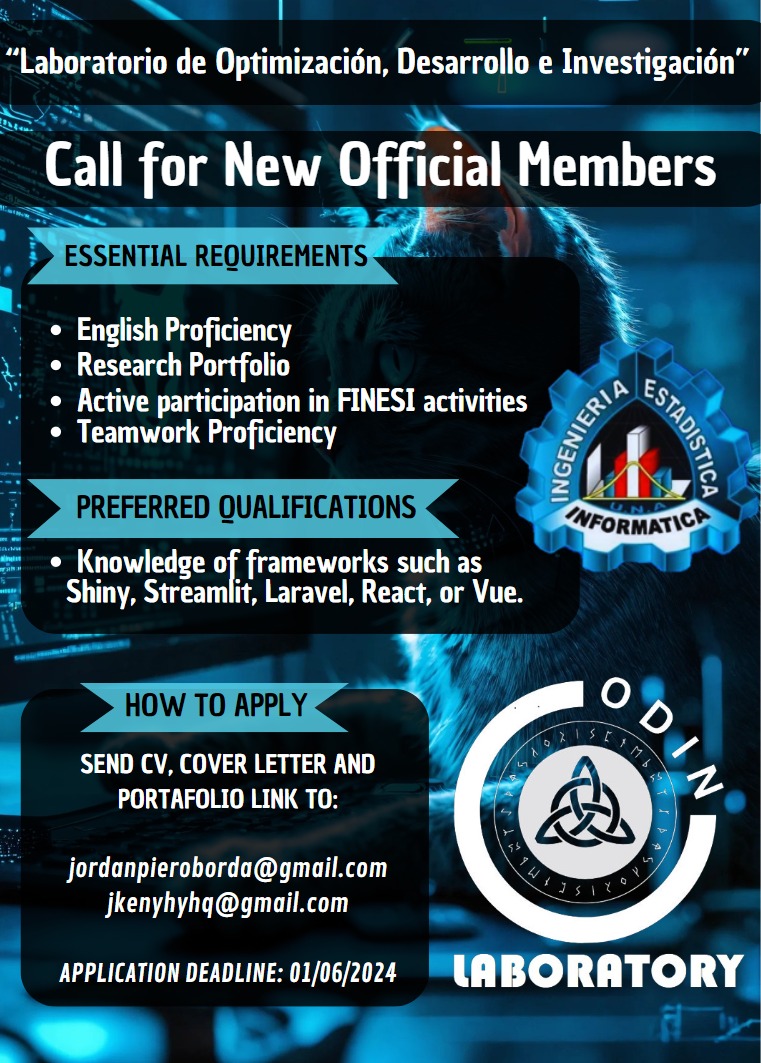 “Laboratorio de Optimización, Desarrollo e Investigación”
Call for New Official Members
ESSENTIAL REQUIREMENTS
• English Proficiency
• Research Portfolio
• Active participation in FINESI activities
• Teamwork Proficiency
INGENIERIA ESTADISTICA
U.N.A
INFORMATICA
PREFERRED QUALIFICATIONS
• Knowledge of frameworks such as
Shiny, Streamlit, Laravel, React, or Vue.
HOW TO APPLY
SEND CV, COVER LETTER AND
PORTAFOLIO LINK TO:
jordanpieroborda@gmail.com
jkenyhyhq@gmail.com
APPLICATION DEADLINE: 01/06/2024
ODIN
LABORATORY